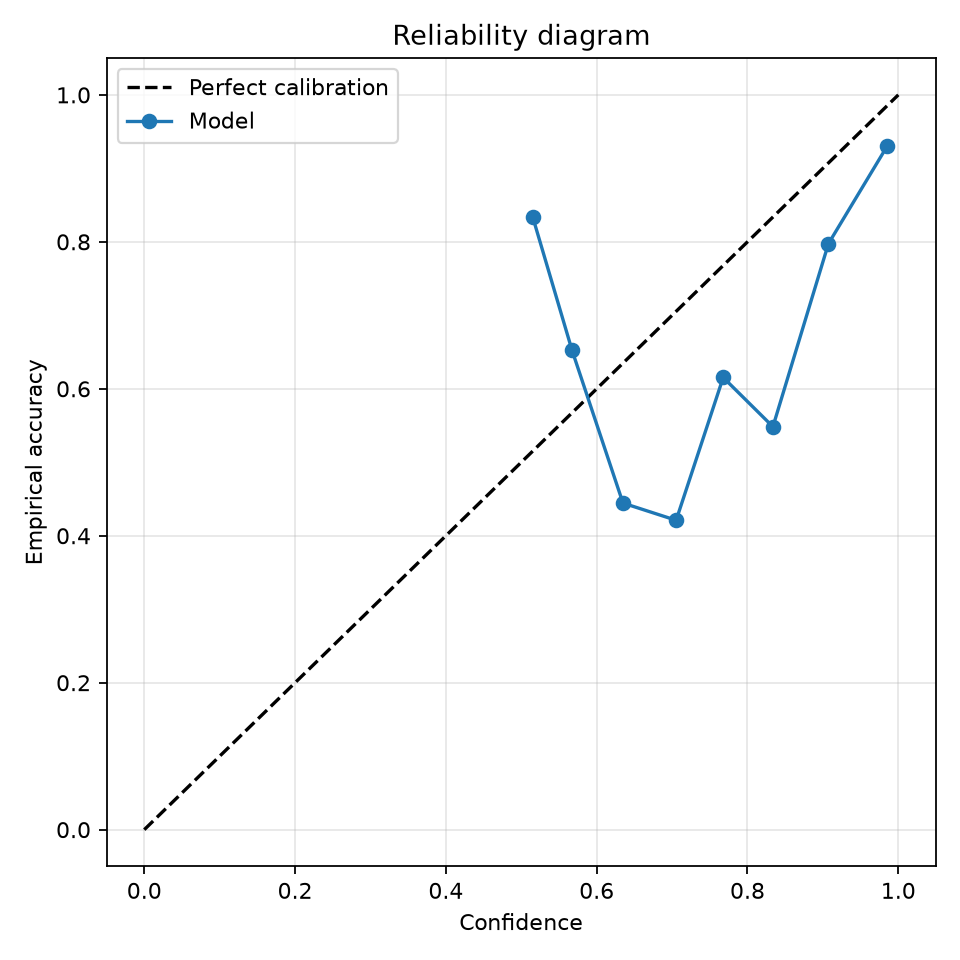 Reliability diagram
Perfect calibration
Model
1.0
0.8
0.6
0.4
0.2
0.0
Empirical accuracy
0.0 0.2 0.4 0.6 0.8 1.0
Confidence